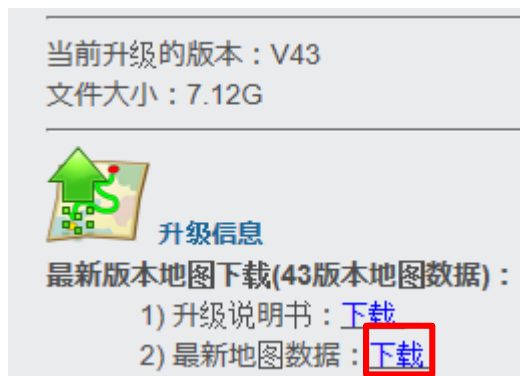 当前升级的版本：V43
文件大小：7.12G
升级信息
最新版本地图下载(43版本地图数据)：
1) 升级说明书：下载
2) 最新地图数据：下载